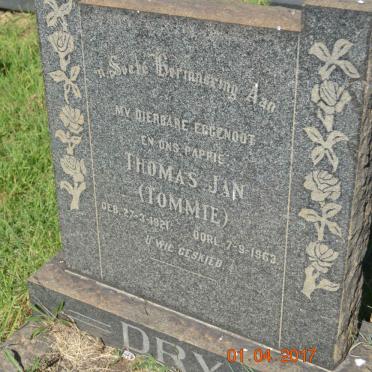 'n Soete Herinnering Aan
MY DIERBARE EGGENOOT
EN ONS PAPPIE
THOMAS JAN
(TOMMIE)
GEB. 27-3-1921 OORL. 7-9-1963
U WIL GESKIED
DRY
01 04 2017